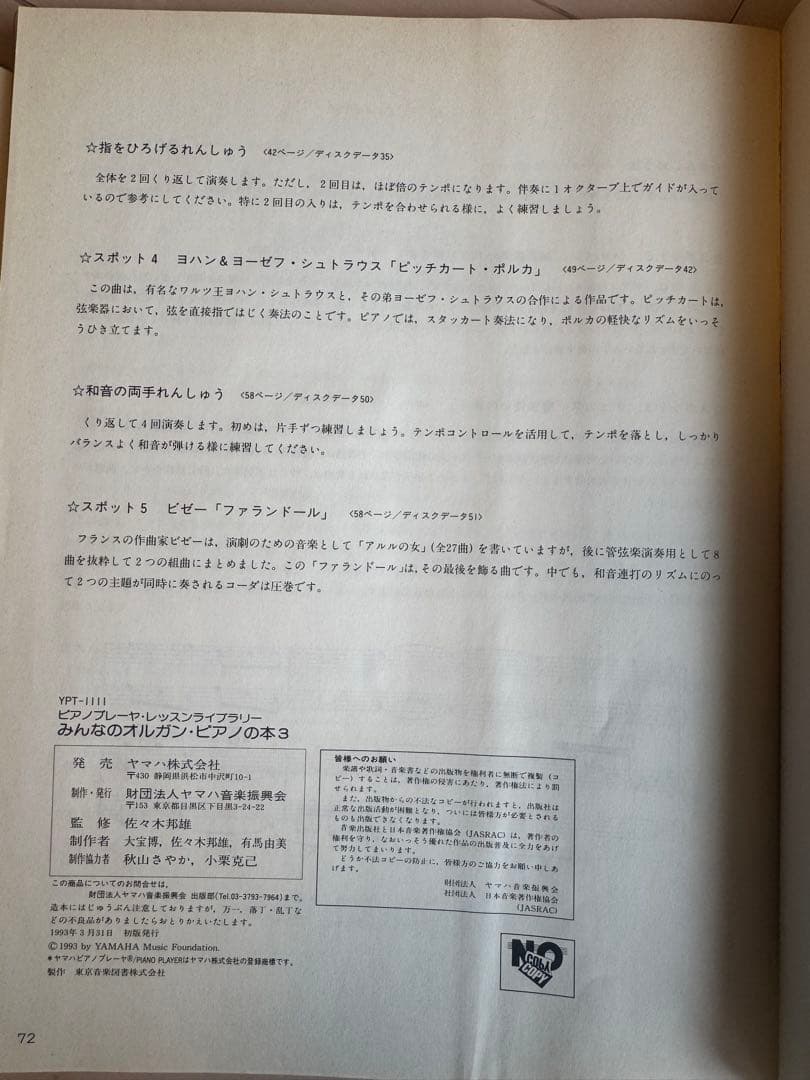 ☆指をひろげるれんしゅう 〈42ページ／ディスクデータ35〉
全体を２回くり返して演奏します。ただし，２回目は，ほぼ倍のテンポになります。伴奏に１オクターブ上でガイドが入って
いるので参考にしてください。特に２回目の入りは，テンポを合わせられる様に，よく練習しましょう。
☆スポット４ ヨハン＆ヨーゼフ・シュトラウス「ピッチカート・ポルカ」 〈49ページ／ディスクデータ42〉
この曲は，有名なワルツ王ヨハン・シュトラウスと，その弟ヨーゼフ・シュトラウスの合作による作品です。ピッチカートは，
弦楽器において，弦を直接指ではじく奏法のことです。ピアノでは，スタッカート奏法になり，ポルカの軽快なリズムをいっそ
うひき立てます。
☆和音の両手れんしゅう 〈58ページ／ディスクデータ50〉
くり返して４回演奏します。初めは，片手ずつ練習しましょう。テンポコントロールを活用して，テンポを落とし，しっかり
バランスよく和音が弾ける様に練習してください。
☆スポット５ ビゼー「ファランドール」 〈58ページ／ディスクデータ51〉
フランスの作曲家ビゼーは，演劇のための音楽として「アルルの女」(全27曲) を書いていますが，後に管弦楽演奏用として８
曲を抜粋して２つの組曲にまとめました。この「ファランドール」は，その最後を飾る曲です。中でも，和音連打のリズムにのっ
て２つの主題が同時に奏されるコーダは圧巻です。
YPT-1111
ピアノプレーヤ・レッスンライブラリー
みんなのオルガン・ピアノの本３
発 売 ヤマハ株式会社
〒430 静岡県浜松市中沢町10-1
制作・発行 財団法人ヤマハ音楽振興会
〒153 東京都目黒区下目黒3-24-22
監 修 佐々木邦雄
制作者 大宝博，佐々木邦雄，有馬由美
制作協力者 秋山さやか，小栗克己
この商品についてのお問合せは，
財団法人ヤマハ音楽振興会 出版部(Tel.03-3793-7964)まで。
造本にはじゅうぶん注意しておりますが，万一，落丁・乱丁な
どの不良品がありましたらおとりかえいたします。
1993年３月31日 初版発行
©1993 by YAMAHA Music Foundation.
＊ヤマハピアノプレーヤ®/PIANO PLAYERはヤマハ株式会社の登録商標です。
製作 東京音楽図書株式会社
皆様へのお願い
楽譜や歌詞・音楽書などの出版物を権利者に無断で複製（コ
ピー）することは，著作権の侵害にあたり，著作権法により罰
せられます。
また，出版物からの不法なコピーが行われますと，出版社は
正常な出版活動が困難となり，ついには皆様方が必要とされる
ものも出版できなくなります。
音楽出版社と日本音楽著作権協会（JASRAC）は，著作者の
権利を守り，なおいっそう優れた作品の出版普及に全力をあげ
て努力してまいります。
どうか不法コピーの防止に，皆様方のご協力をお願い申しあ
げます。
財団法人 ヤマハ音楽振興会
社団法人 日本音楽著作権協会
(JASRAC)
NO
COPY
COPY
72